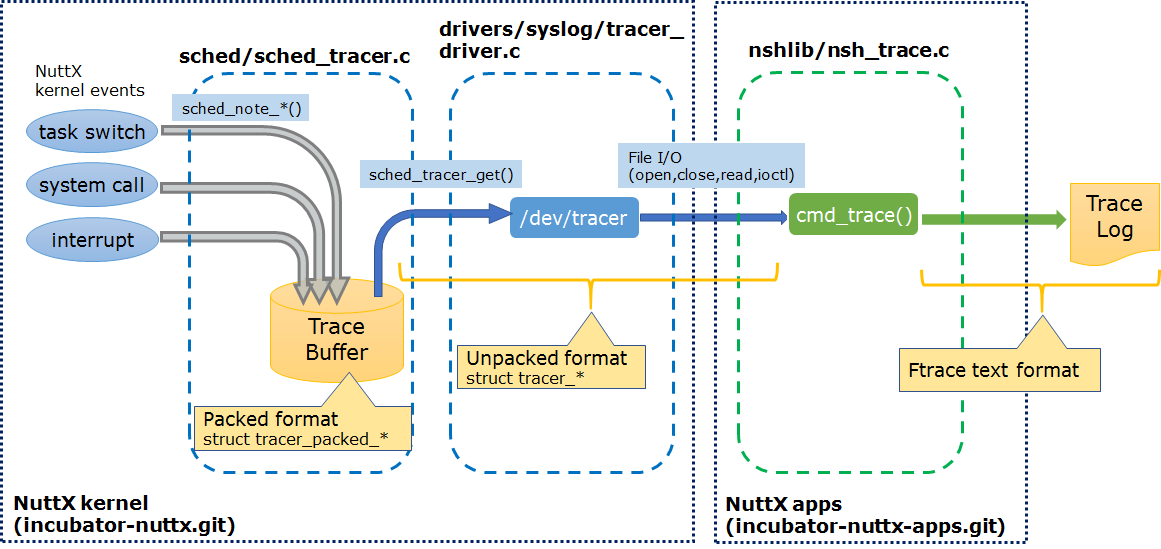 drivers/syslog/tracer_
driver.c
sched/sched_tracer.c
nshlib/nsh_trace.c
NuttX
kernel events
sched_note_*()
task switch
system call
interrupt
sched_tracer_get()
File I/O
(open,close,read,ioctl)
/dev/tracer
cmd_trace()
Trace
Log
Trace
Buffer
Unpacked format
struct tracer_*
Ftrace text format
Packed format
struct tracer_packed_*
NuttX kernel
(incubator-nuttx.git)
NuttX apps
(incubator-nuttx-apps.git)